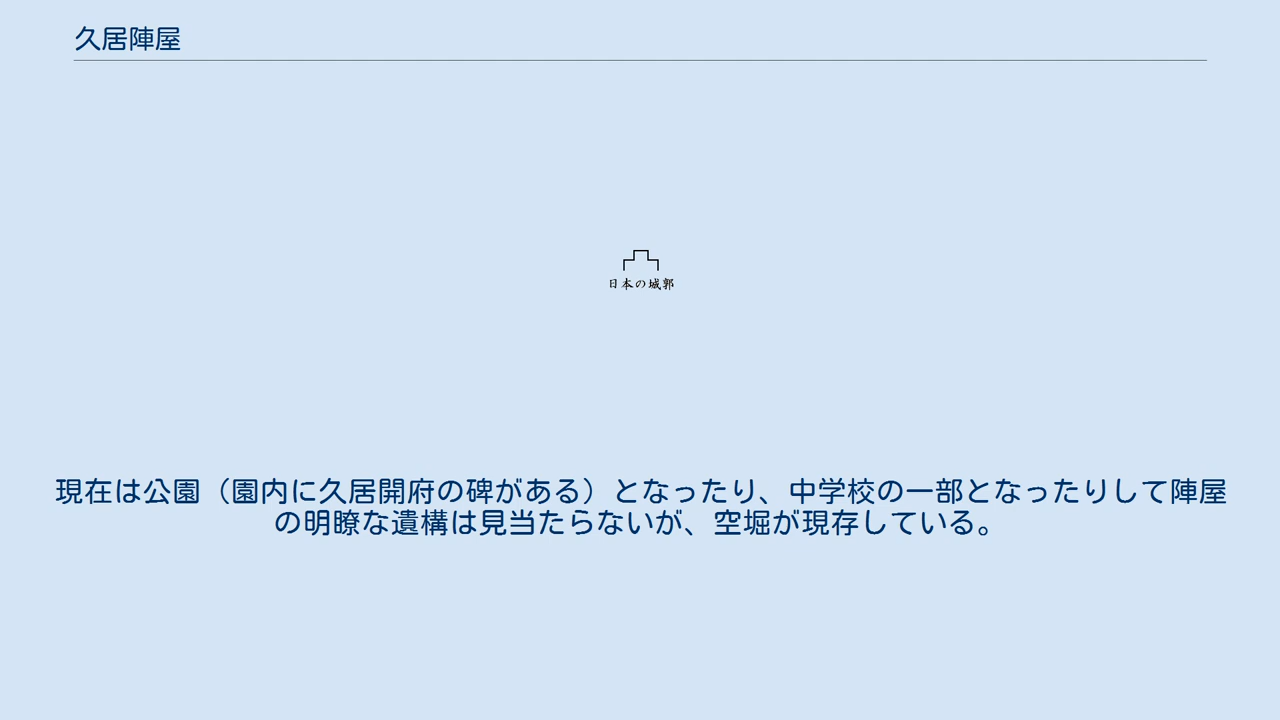 久居陣屋
日本の城郭
現在は公園（園内に久居開府の碑がある）となったり、中学校の一部となったりして陣屋
の明瞭な遺構は見当たらないが、空堀が現存している。